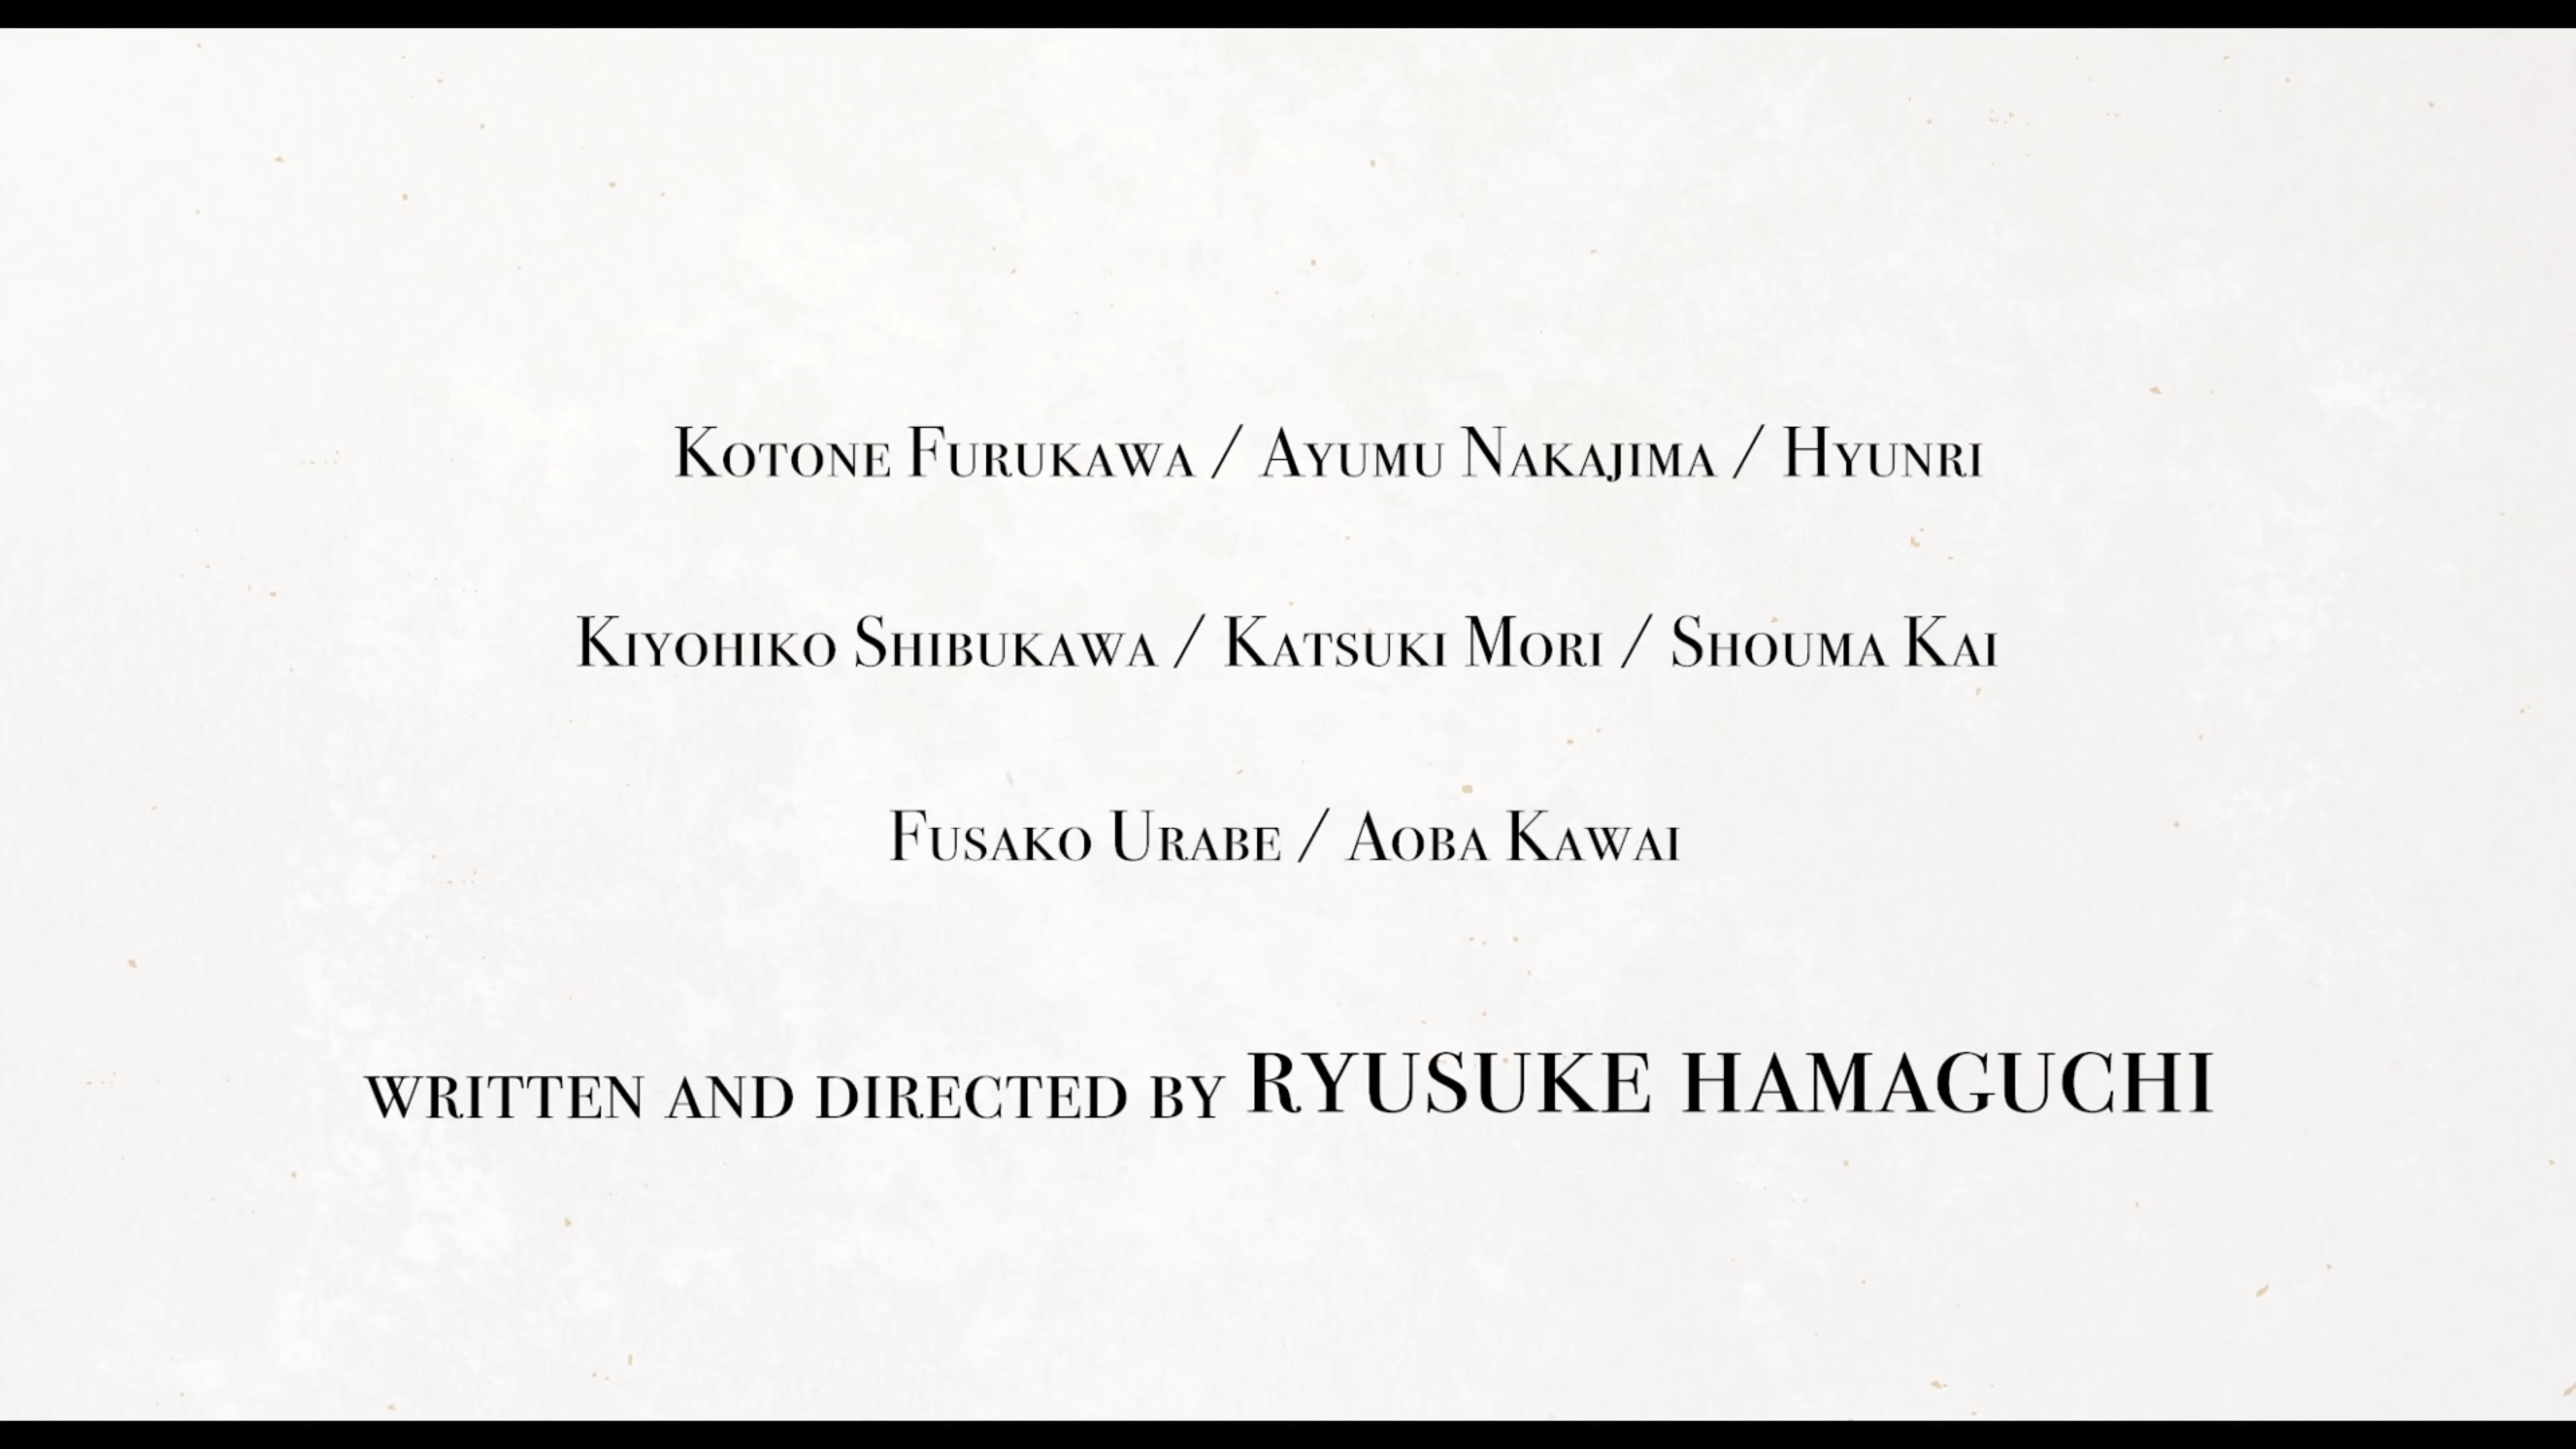 Kotone Furukawa / Ayumu Nakajima / Hyunri
Kiyohiko Shibukawa / Katsuki Mori / Shouma Kai
Fusako Urabe / Aoba Kawai
WRITTEN AND DIRECTED BY RYUSUKE HAMAGUCHI